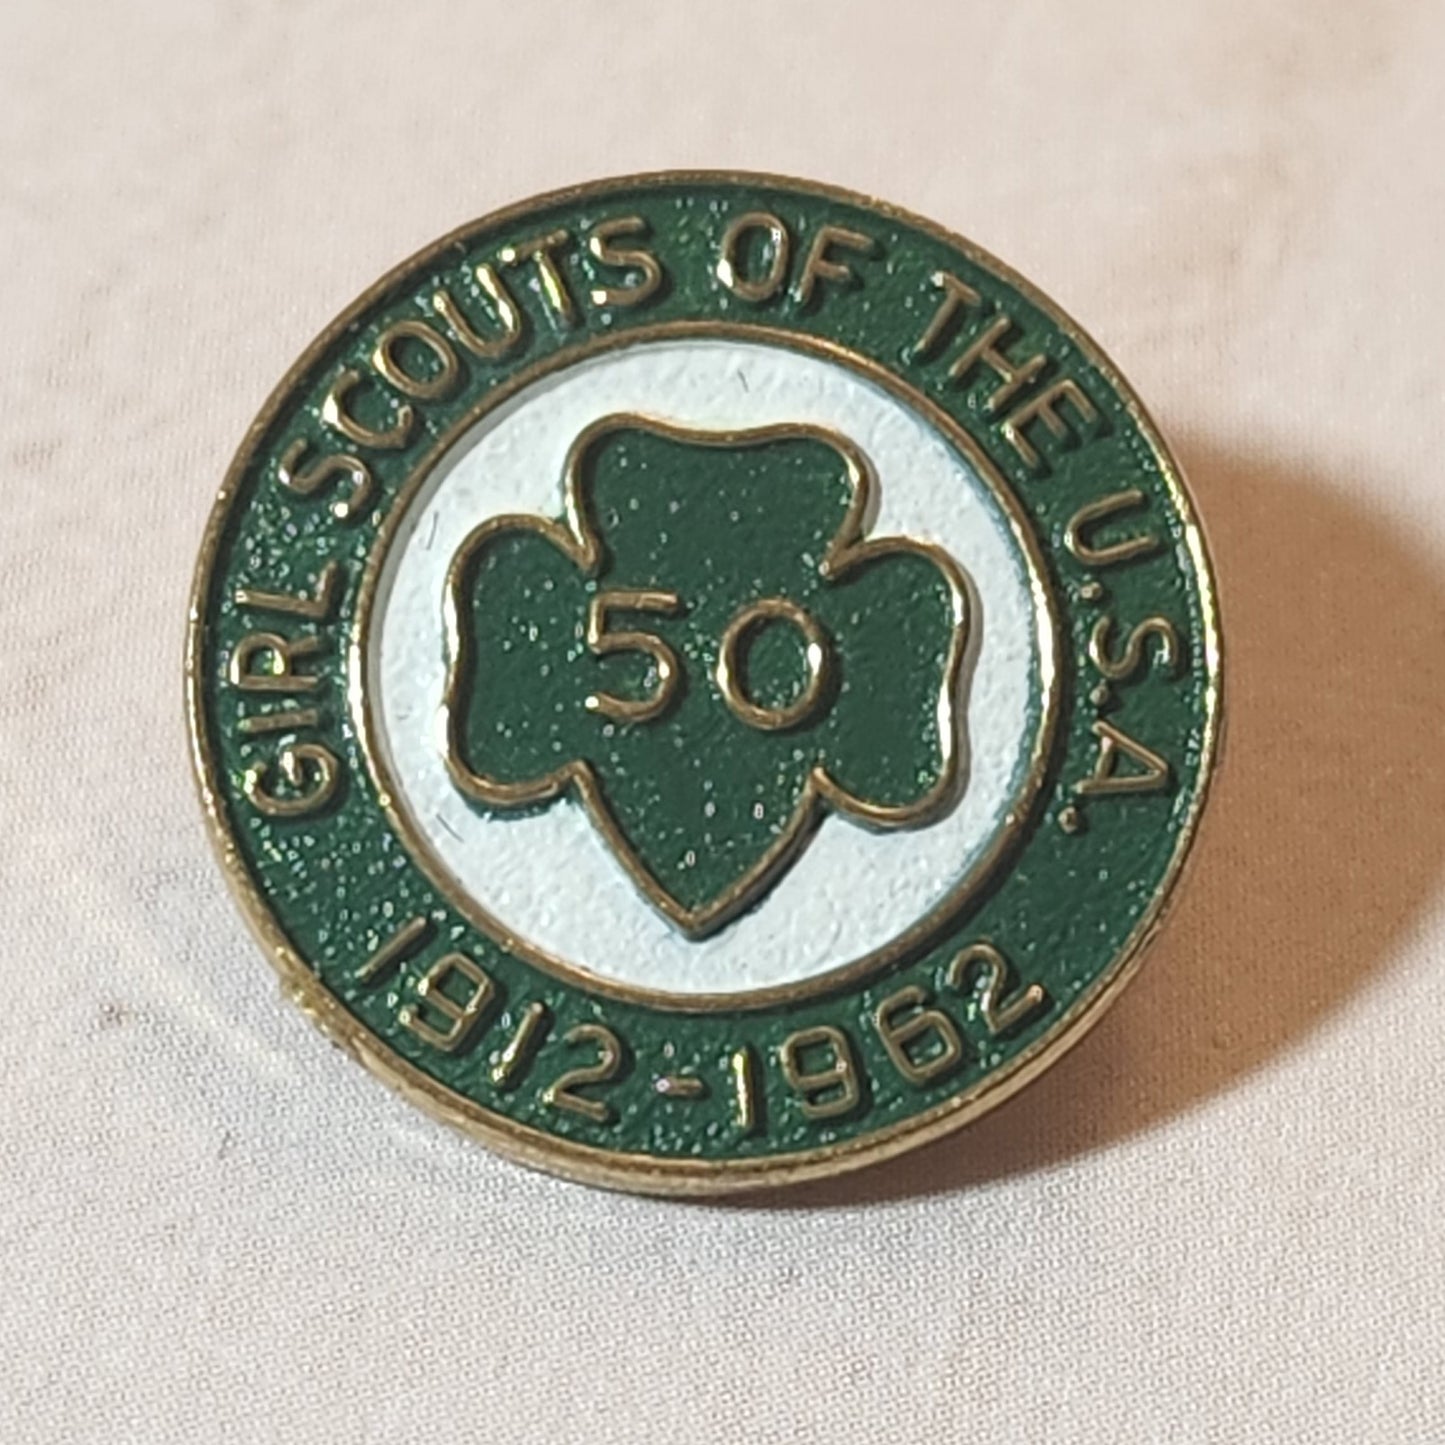 GIRL SCOUTS OF THE U.S.A.
50
1912-1962